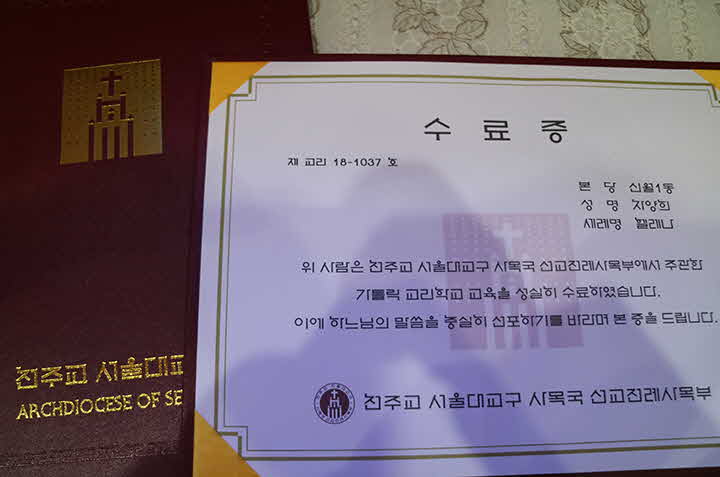 수 료 증
제 교리 18-1037 호
본 당 신월1동
성 명 지양희
세례명 헬레나
위 사람은 천주교 서울대교구 사목국 선교전례사목부에서 주관한
가톨릭 교리학교 교육을 성실히 수료하였습니다.
이에 하느님의 말씀을 충실히 선포하기를 바라며 본 증을 드립니다.
천주교 서울대교구 사목국 선교전례사목부
천주교 서울대교
ARCHDIOCESE OF SE